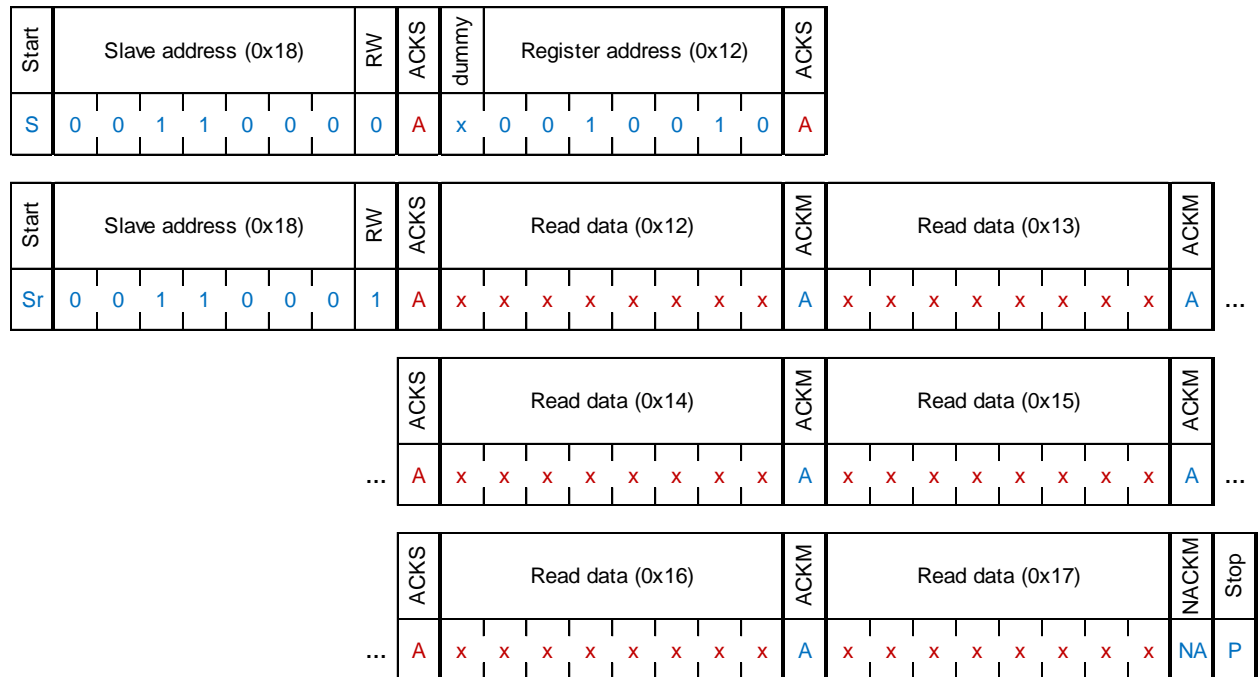 Start Slave address (0x18) RW ACKS dummy Register address (0x12) ACKS
S 0 0 1 1 0 0 0 0 A x 0 0 1 0 0 1 0 A
Start Slave address (0x18) RW ACKS Read data (0x12) ACKM Read data (0x13) ACKM
Sr 0 0 1 1 0 0 0 1 A x x x x x x x x A x x x x x x x x A ...
ACKS Read data (0x14) ACKM Read data (0x15) ACKM
... A x x x x x x x x A x x x x x x x x A ...
ACKS Read data (0x16) ACKM Read data (0x17) NACKM Stop
... A x x x x x x x x A x x x x x x x x NA P